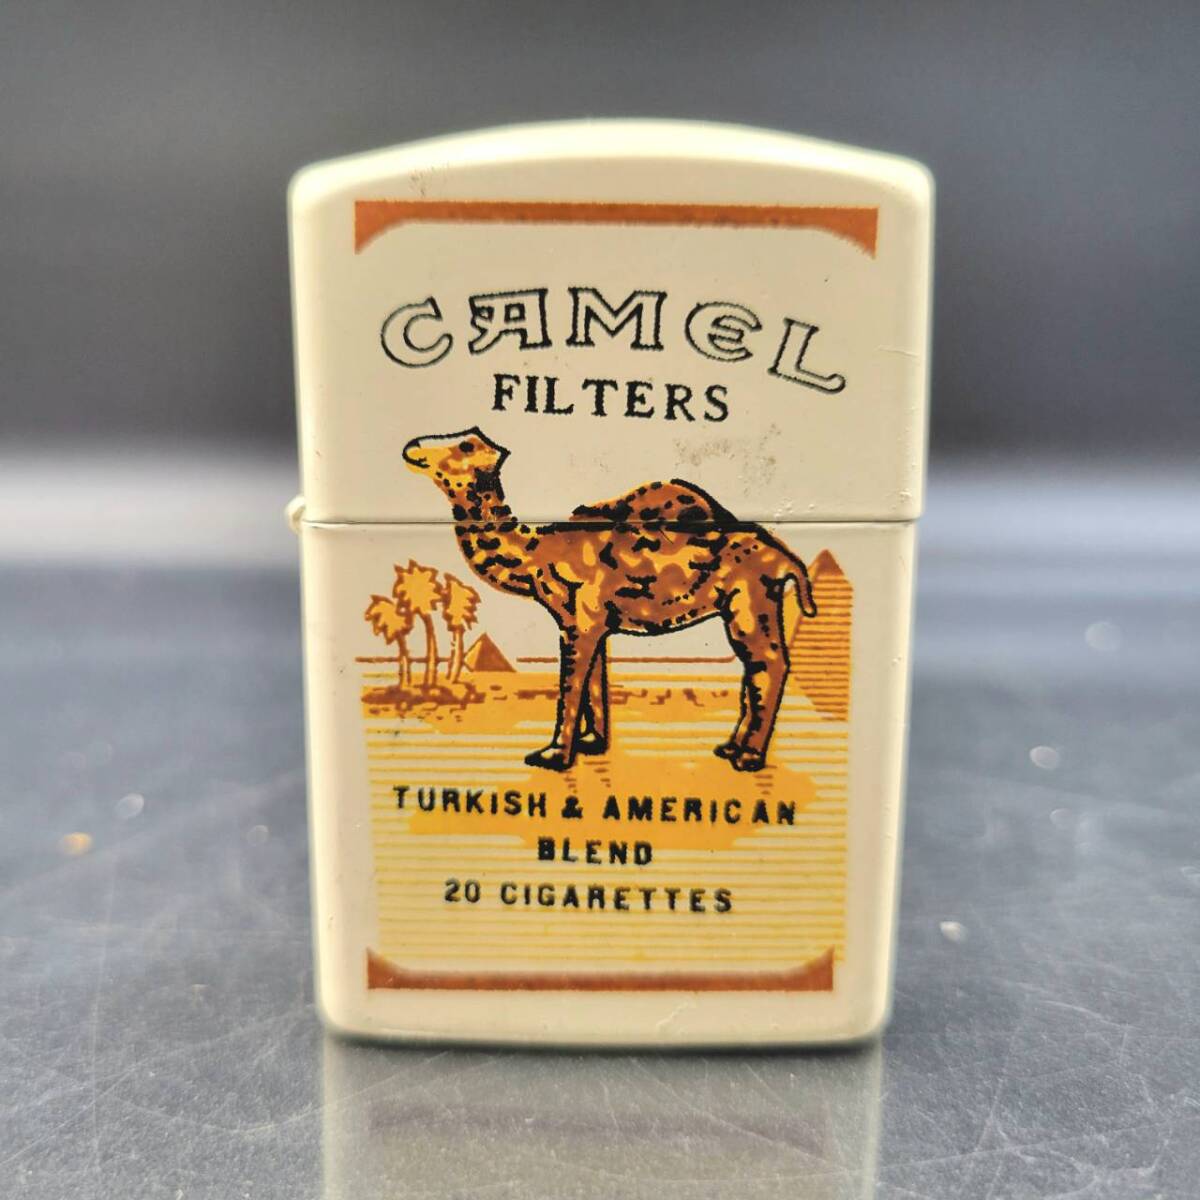 CAMEL
FILTERS
TURKISH & AMERICAN
BLEND
20 CIGARETTES